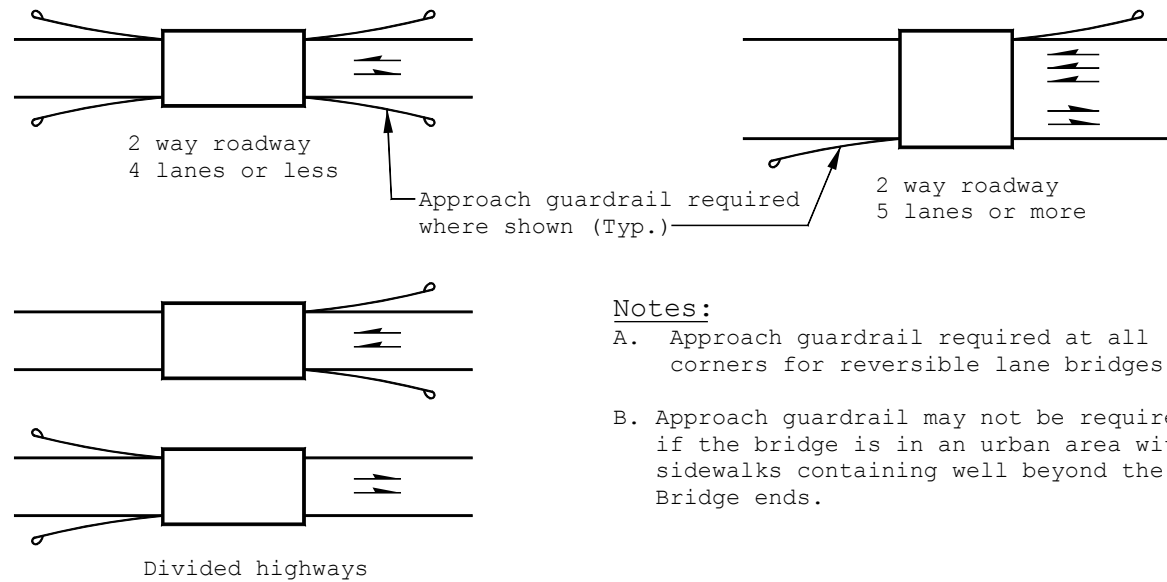 2 way roadway
4 lanes or less
Approach guardrail required
where shown (Typ.)
2 way roadway
5 lanes or more
Notes:
A. Approach guardrail required at all
corners for reversible lane bridges
B. Approach guardrail may not be require
if the bridge is in an urban area wi
sidewalks containing well beyond the
Bridge ends.
Divided highways